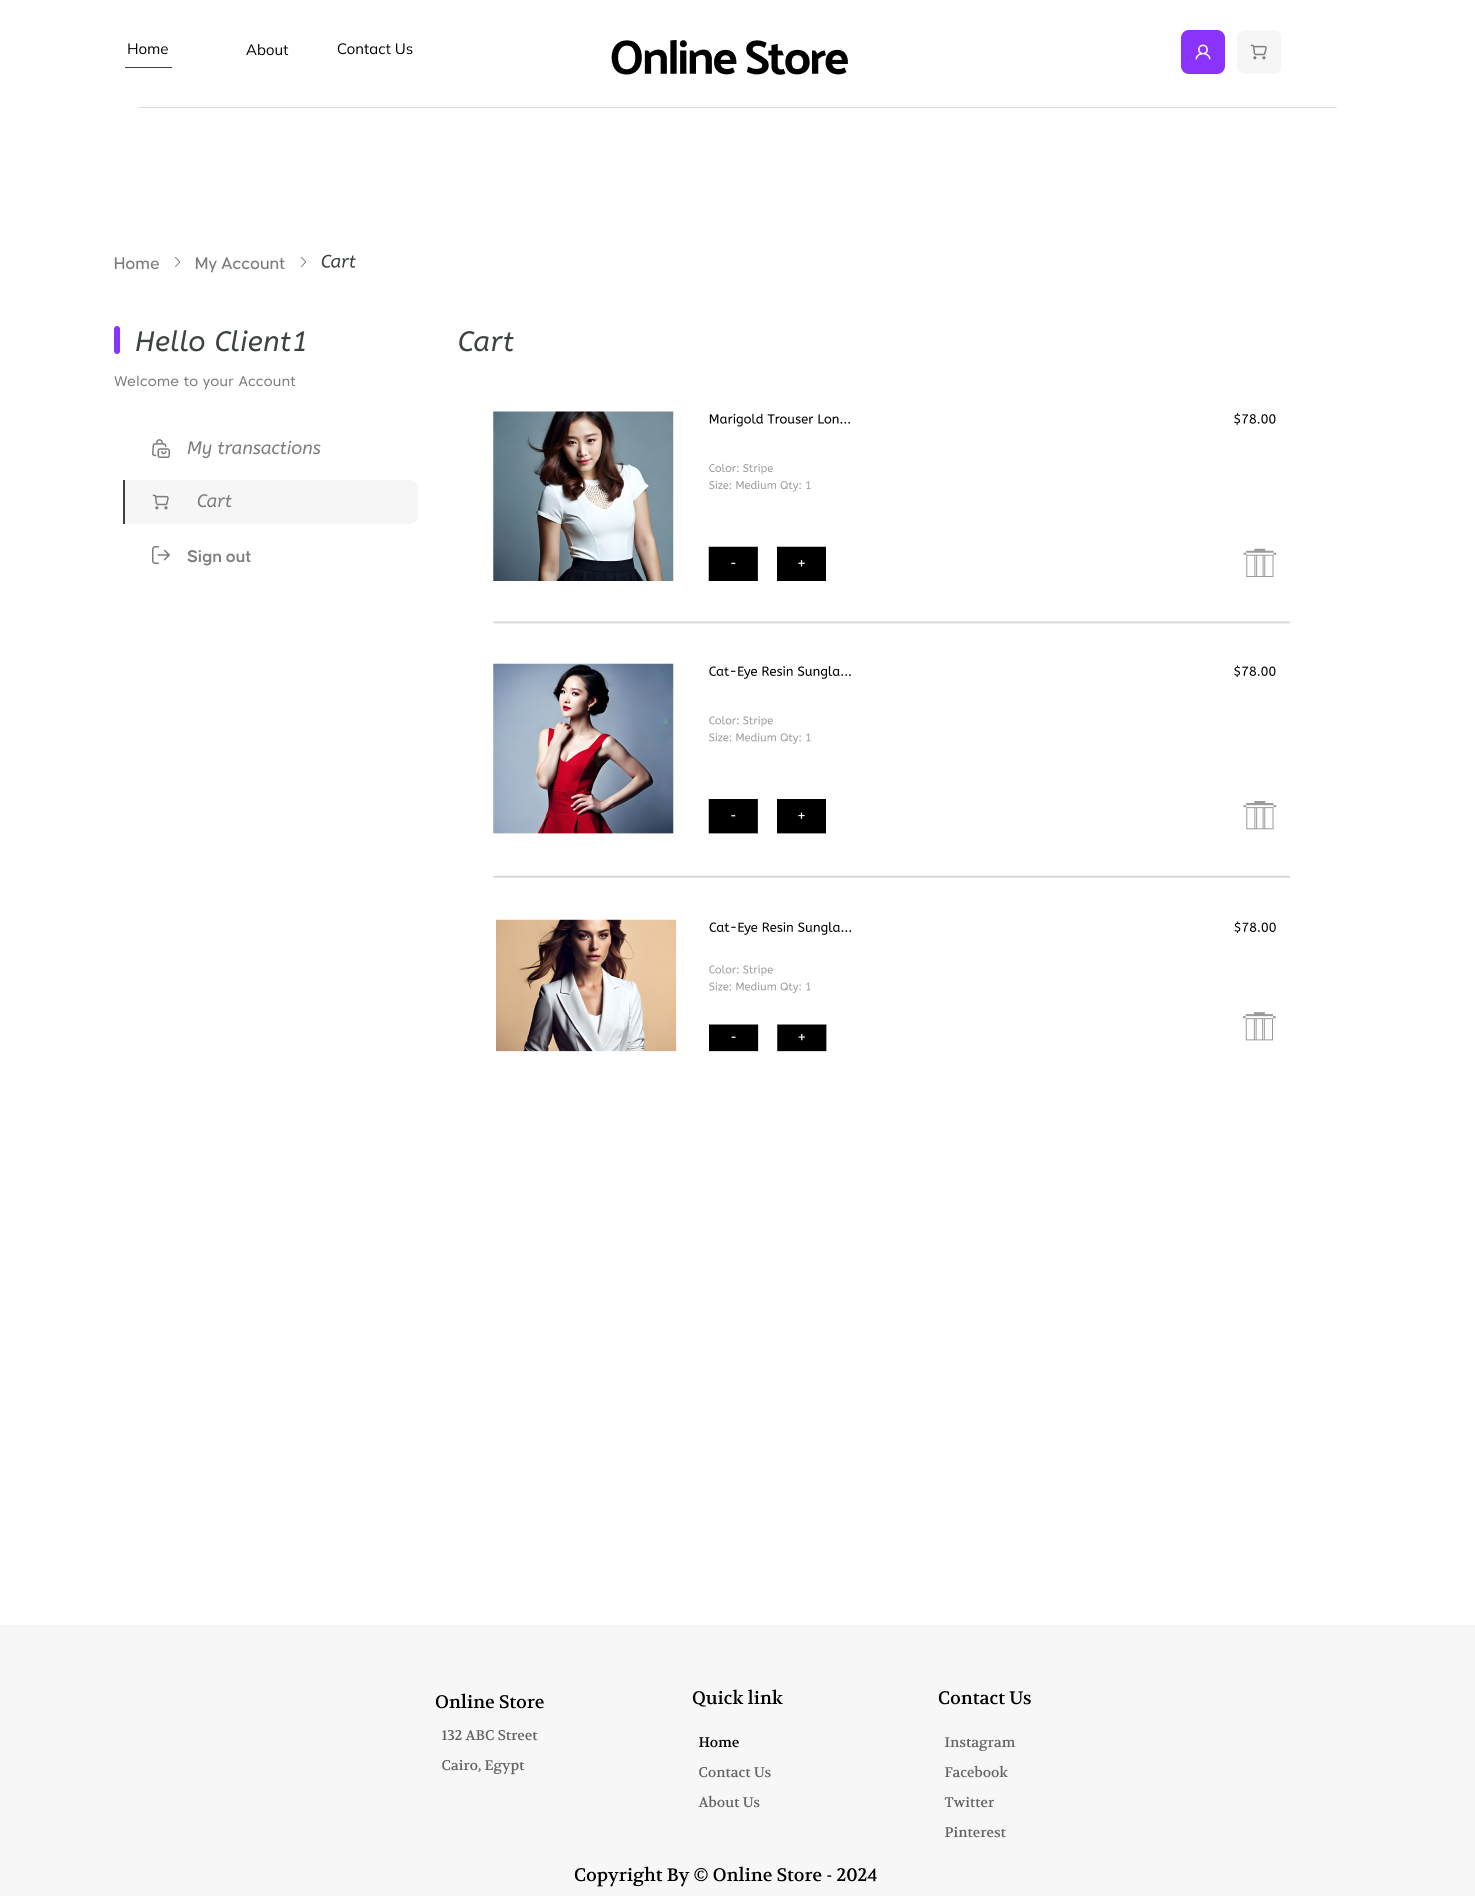 Home
About
Contact Us
Online Store
Home
My Account
Cart
Hello Client1
Welcome to your Account
My transactions
Cart
Sign out
Cart
Marigold Trouser Lon...
$78.00
Color: Stripe
Size: Medium Qty: 1
-
+
Cat-Eye Resin Sungla...
$78.00
Color: Stripe
Size: Medium Qty: 1
-
+
Cat-Eye Resin Sungla...
$78.00
Color: Stripe
Size: Medium Qty: 1
-
+
Online Store
132 ABC Street
Cairo, Egypt
Quick link
Home
Contact Us
About Us
Contact Us
Instagram
Facebook
Twitter
Pinterest
Copyright By © Online Store - 2024